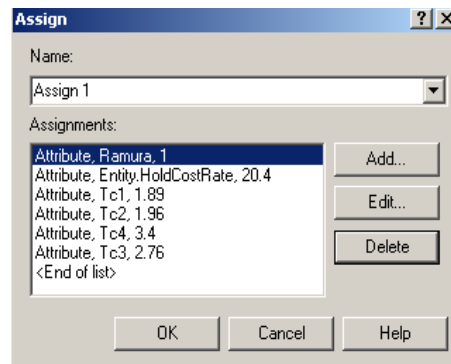 Assign
Name:
Assign 1
Assignments:
Attribute, Ramura, 1
Attribute, Entity.HoldCostRate, 20.4
Attribute, Tc1, 1.89
Attribute, Tc2, 1.96
Attribute, Tc4, 3.4
Attribute, Tc3, 2.76
<End of list>
Add...
Edit...
Delete
OK Cancel Help